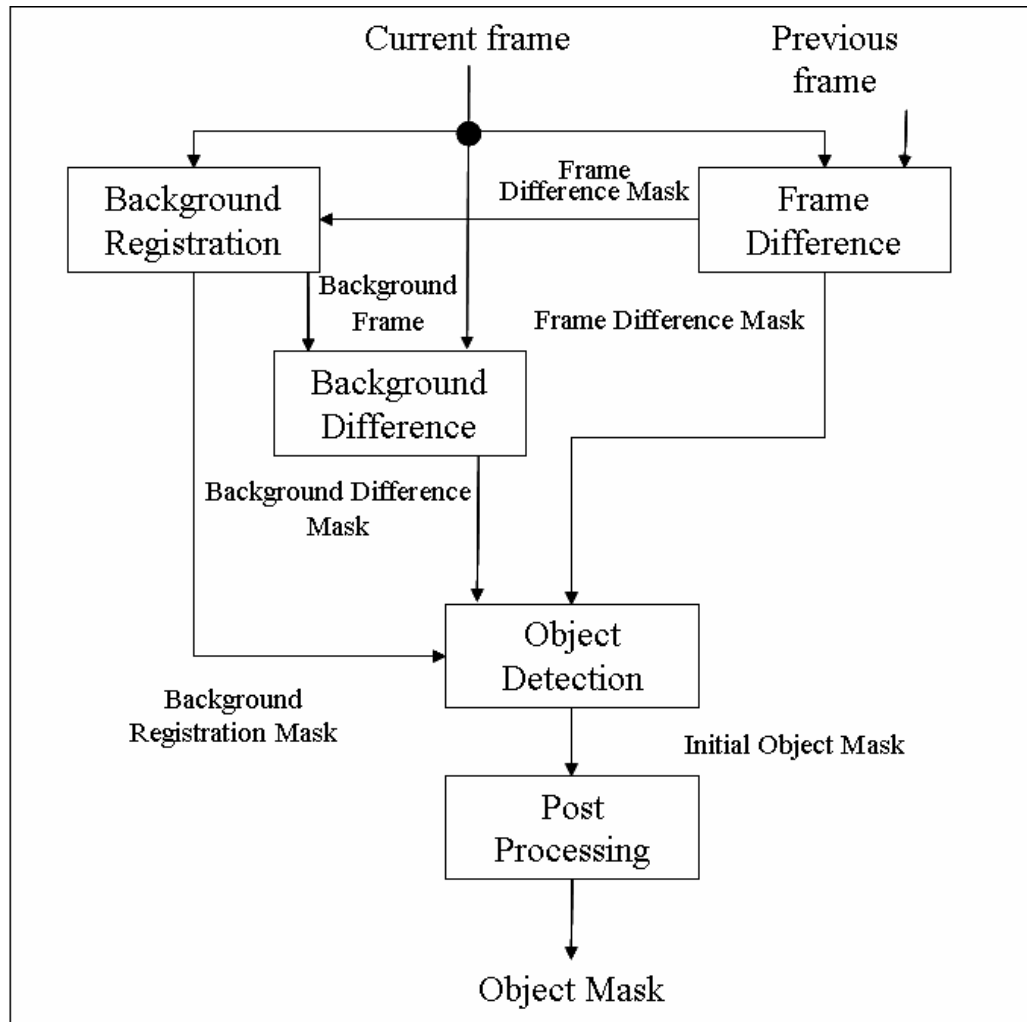 Current frame
Previous
frame
Frame
Difference Mask
Background
Registration
Frame
Difference
Background
Frame
Frame Difference Mask
Background
Difference
Background Difference
Mask
Object
Detection
Background
Registration Mask
Initial Object Mask
Post
Processing
Object Mask